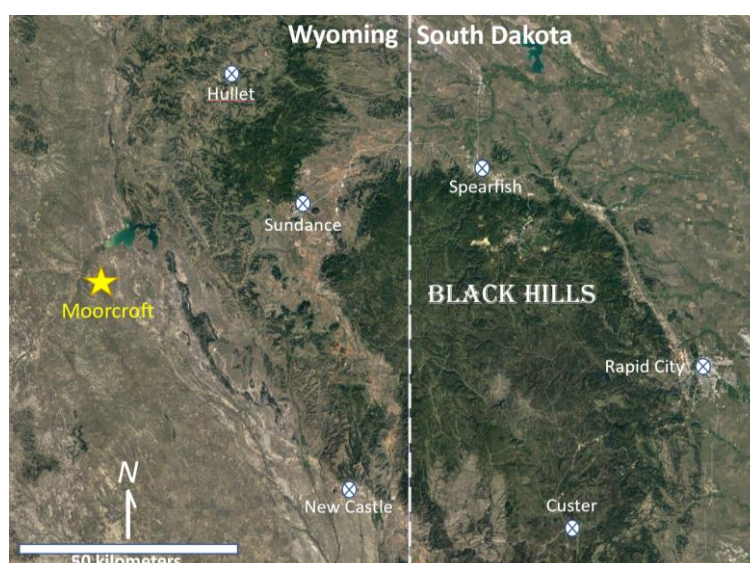 Wyoming
South Dakota
Hullet
Spearfish
Sundance
BLACK HILLS
Moorcroft
Rapid City
N
New Castle
Custer
50 kilometers